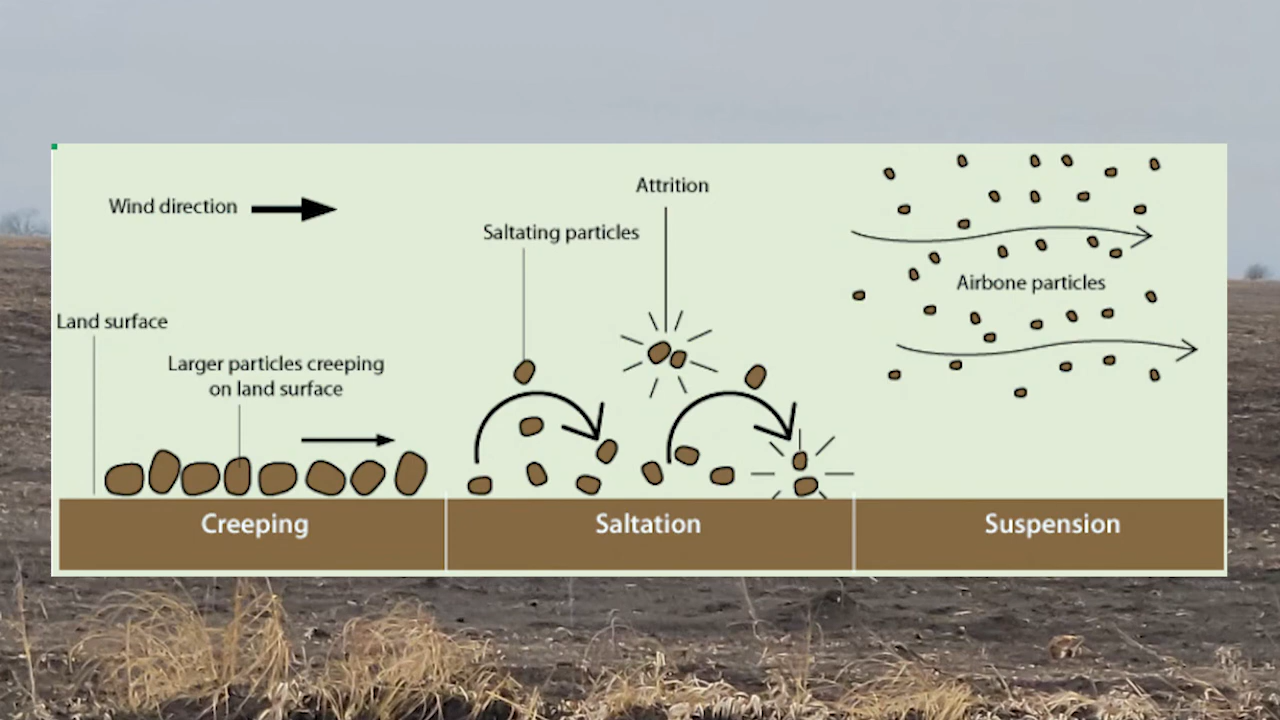 Wind direction
Attrition
Saltating particles
Airbone particles
Land surface
Larger particles creeping
on land surface
Creeping
Saltation
Suspension